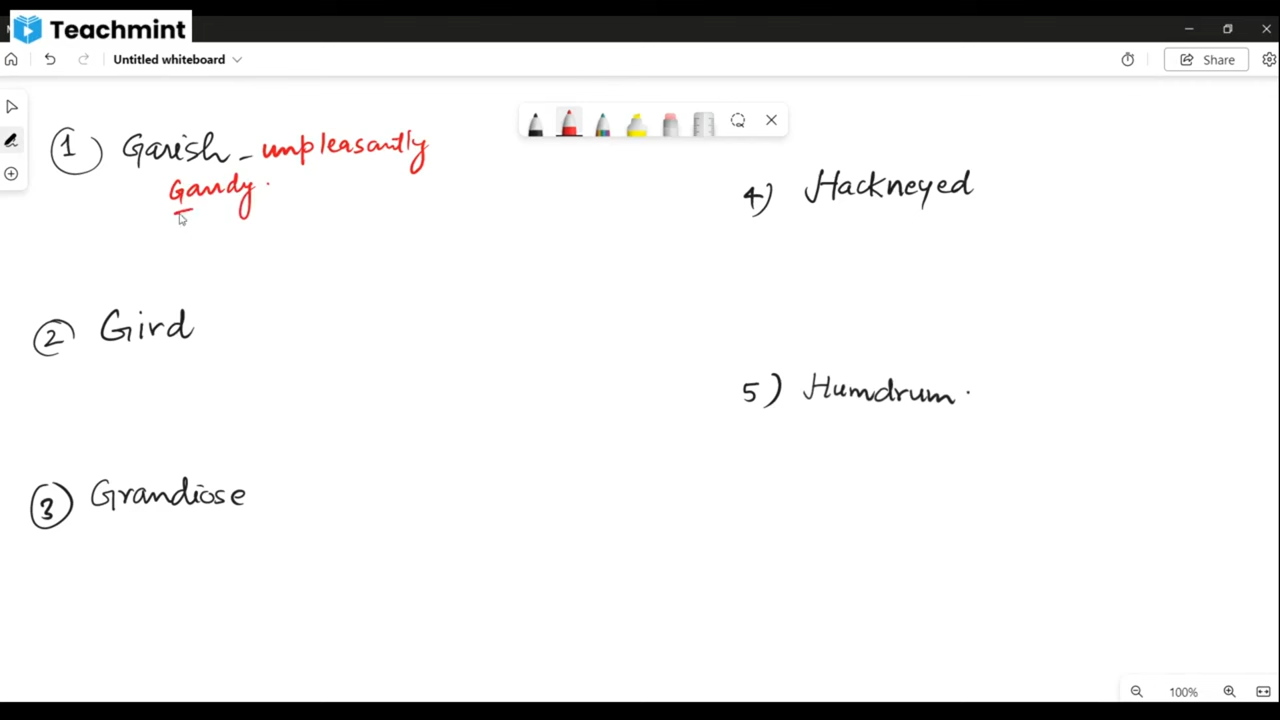 Teachmint
Untitled whiteboard
Share
1 Garish - unpleasantly
Gaudy.
2 Gird
3 Grandiose
4) Hackneyed
5) Humdrum.
100%